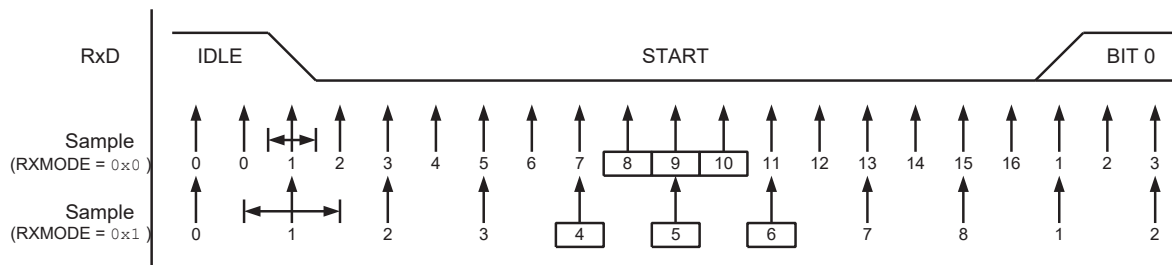 RxD IDLE START BIT 0
Sample
(RXMODE = 0x0 ) 0 0 1 2 3 4 5 6 7 8 9 10 11 12 13 14 15 16 1 2 3
Sample
(RXMODE = 0x1 ) 0 1 2 3 4 5 6 7 8 1 2